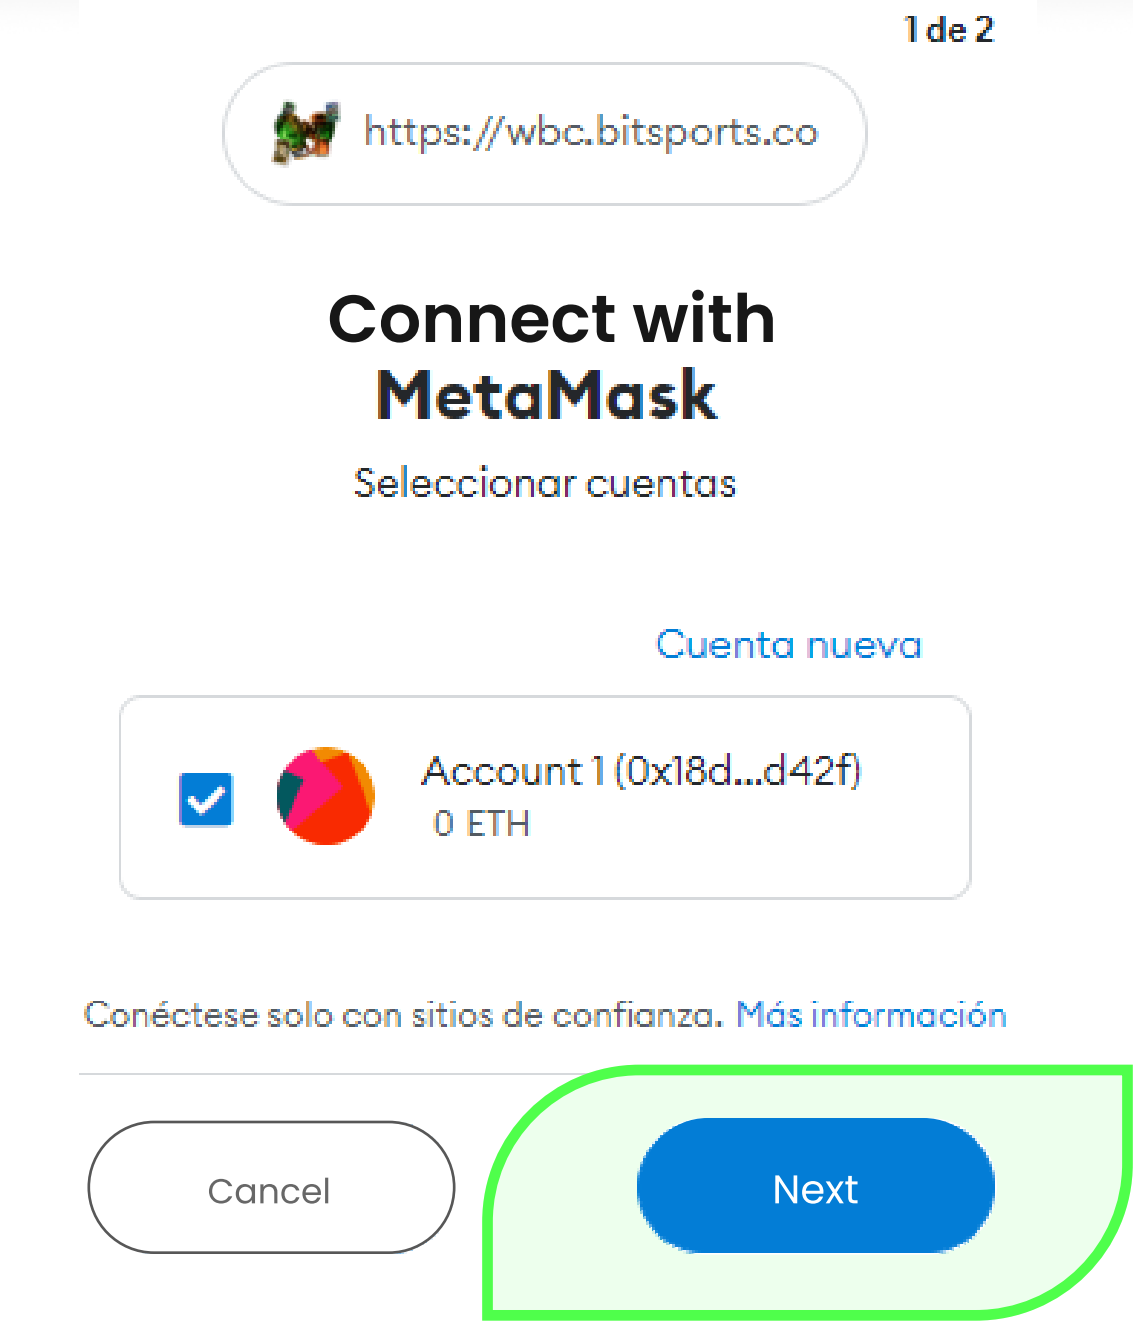 1 de 2
https://wbc.bitsports.co
Connect with
MetaMask
Seleccionar cuentas
Cuenta nueva
Account 1 (0x18d...d42f)
0 ETH
Conéctese solo con sitios de confianza. Más información
Cancel
Next